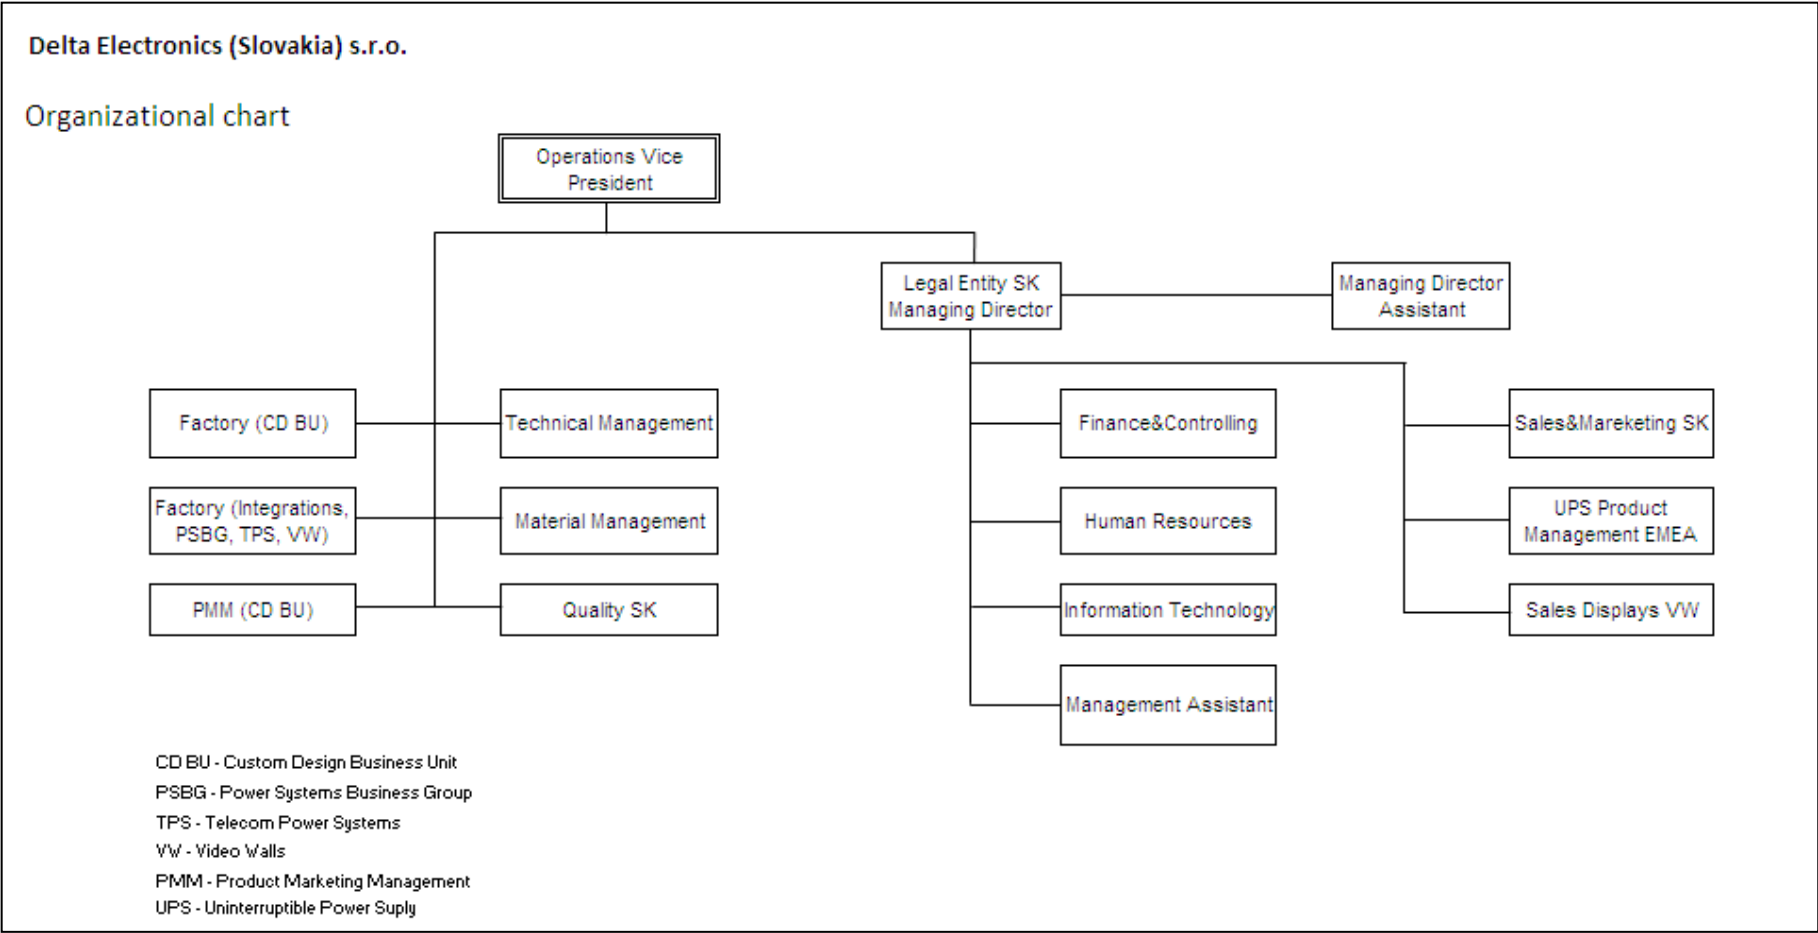 Delta Electronics (Slovakia) s.r.o.
Organizational chart
Operations Vice
President
Legal Entity SK
Managing Director
Managing Director
Assistant
Factory (CD BU)
Technical Management
Finance&Controlling
Sales&Mareketing SK
Factory (Integrations,
PSBG, TPS, VW)
Material Management
Human Resources
UPS Product
Management EMEA
PMM (CD BU)
Quality SK
Information Technology
Sales Displays VW
Management Assistant
CD BU - Custom Design Business Unit
PSBG - Power Systems Business Group
TPS - Telecom Power Systems
VW - Video Walls
PMM - Product Marketing Management
UPS - Uninterruptible Power Suply